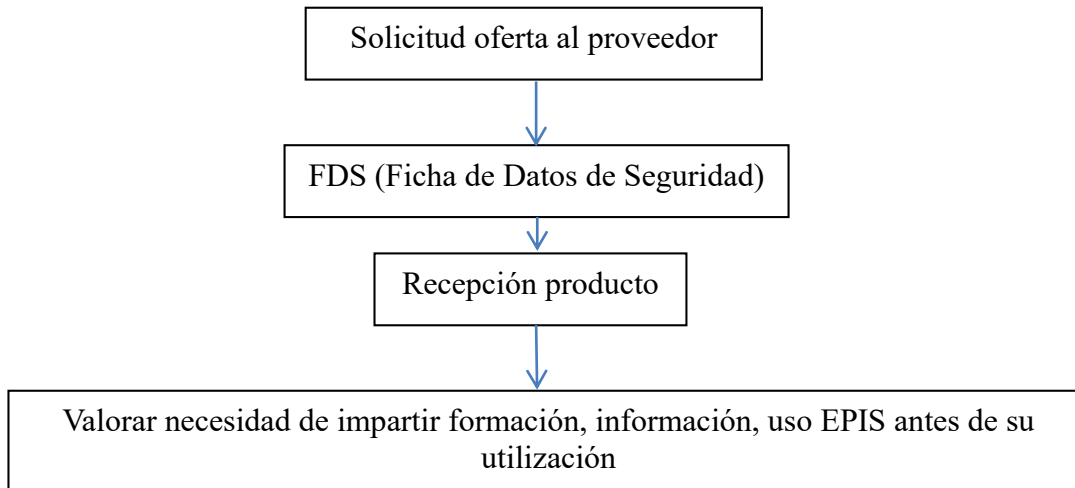 Solicitud oferta al proveedor
FDS (Ficha de Datos de Seguridad)
Recepción producto
Valorar necesidad de impartir formación, información, uso EPIS antes de su
utilización